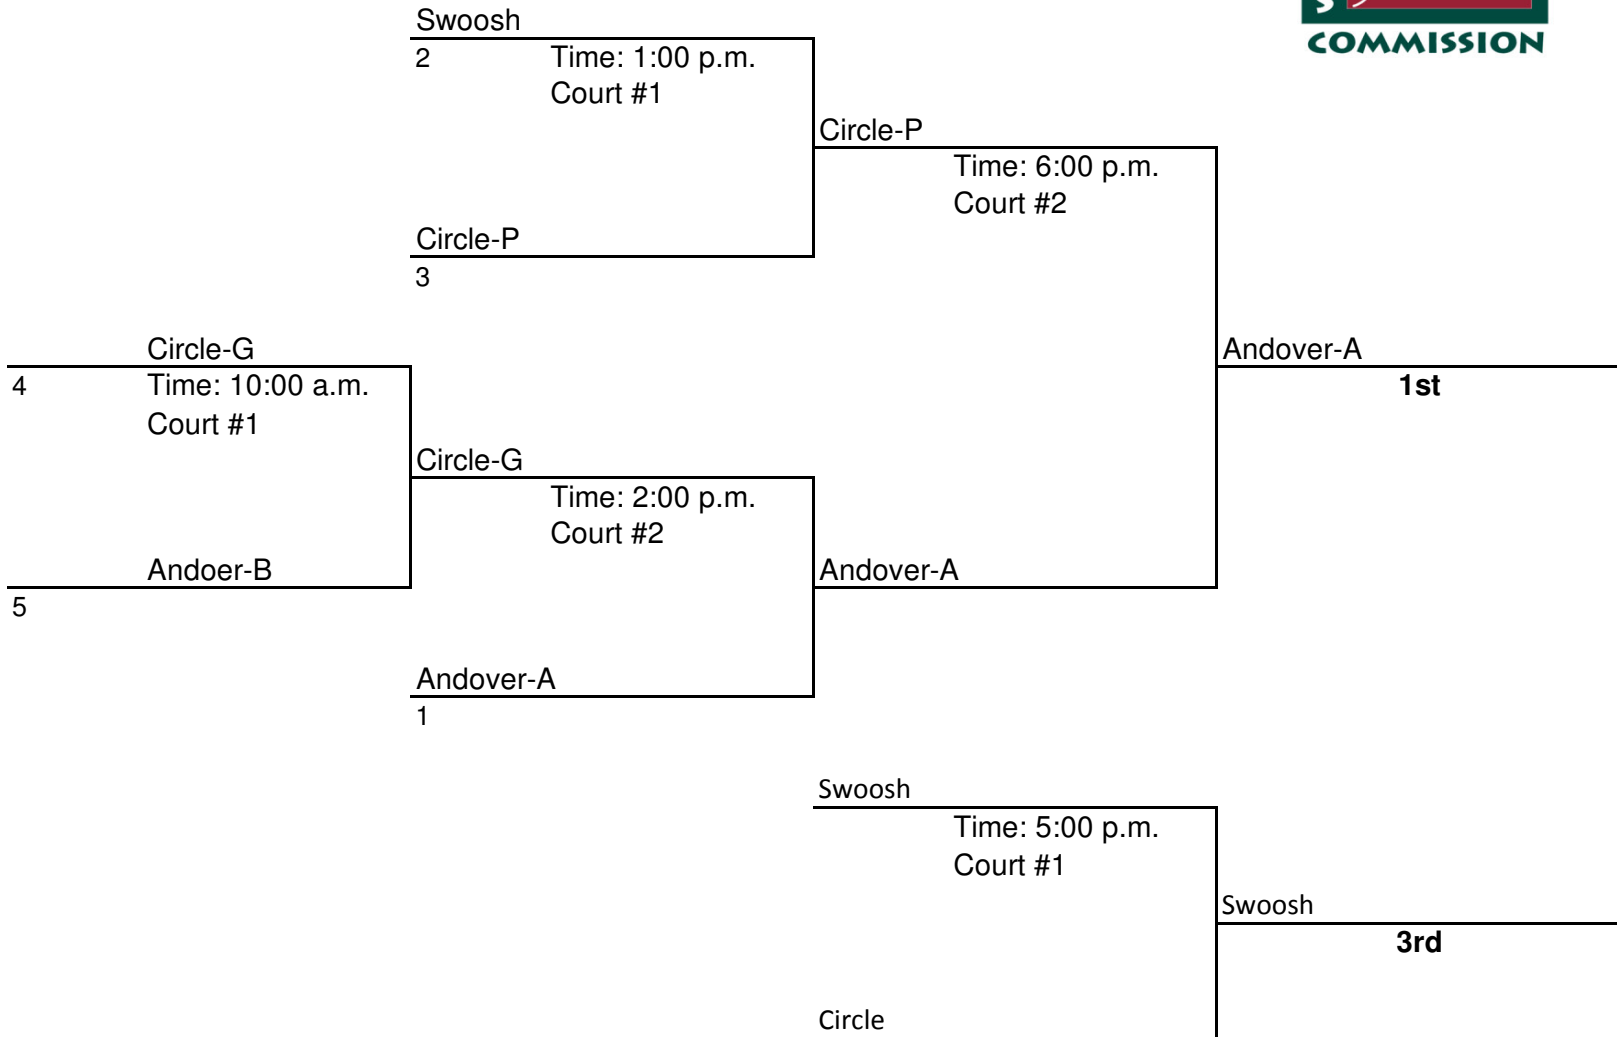 COMMISSION
Swoosh
2 Time: 1:00 p.m.
Court #1
Circle-P
Time: 6:00 p.m.
Court #2
Circle-P
3
Circle-G
4 Time: 10:00 a.m.
Court #1
Andover-A
1st
Circle-G
Time: 2:00 p.m.
Court #2
Andoer-B
5
Andover-A
Andover-A
1
Swoosh
Time: 5:00 p.m.
Court #1
Swoosh
3rd
Circle